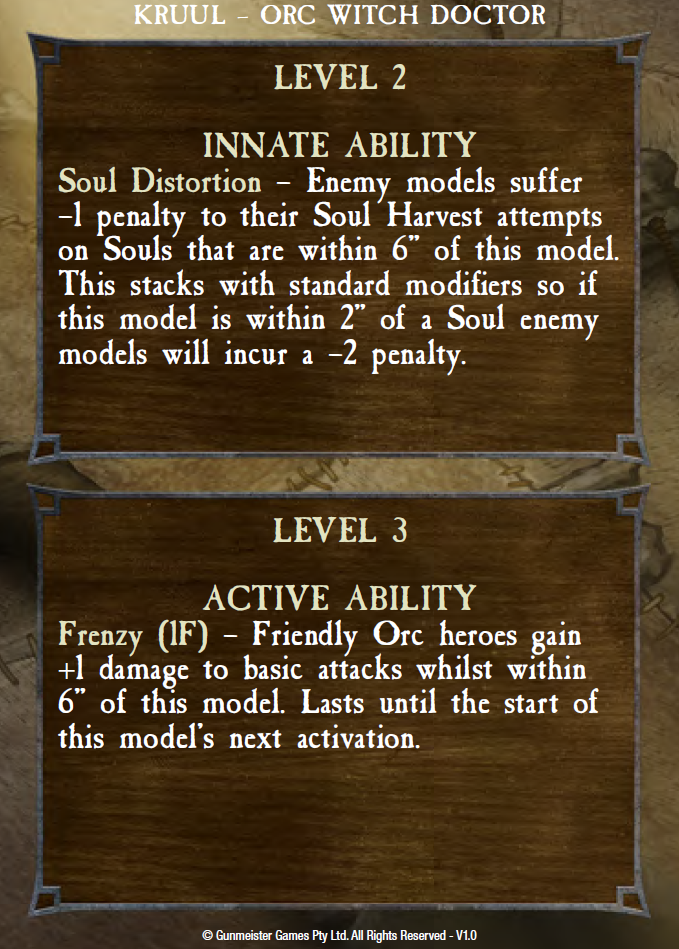 KRUUL – ORC WITCH DOCTOR
LEVEL 2
INNATE ABILITY
Soul Distortion – Enemy models suffer
–1 penalty to their Soul Harvest attempts
on Souls that are within 6” of this model.
This stacks with standard modifiers so if
this model is within 2” of a Soul enemy
models will incur a –2 penalty.
LEVEL 3
ACTIVE ABILITY
Frenzy (1F) – Friendly Orc heroes gain
+1 damage to basic attacks whilst within
6” of this model. Lasts until the start of
this model’s next activation.
© Gunmeister Games Pty Ltd. All Rights Reserved - V1.0